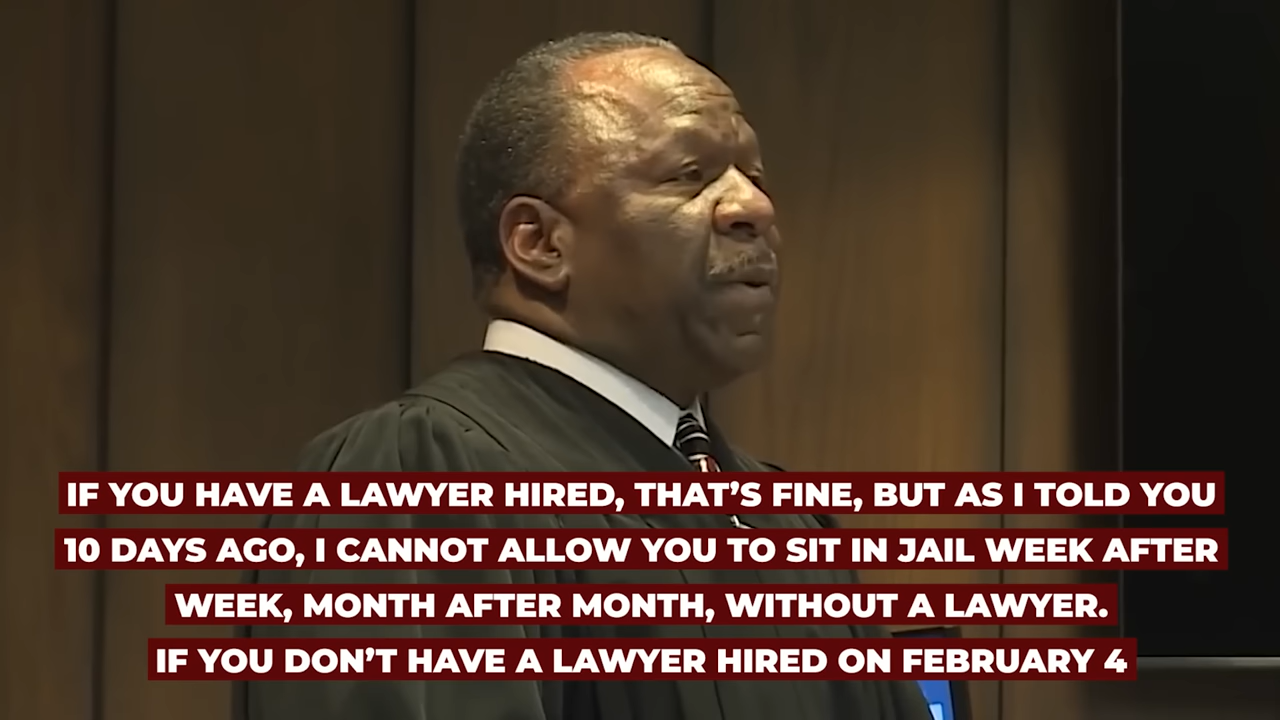 IF YOU HAVE A LAWYER HIRED, THAT’S FINE, BUT AS I TOLD YOU
10 DAYS AGO, I CANNOT ALLOW YOU TO SIT IN JAIL WEEK AFTER
WEEK, MONTH AFTER MONTH, WITHOUT A LAWYER.
IF YOU DON’T HAVE A LAWYER HIRED ON FEBRUARY 4